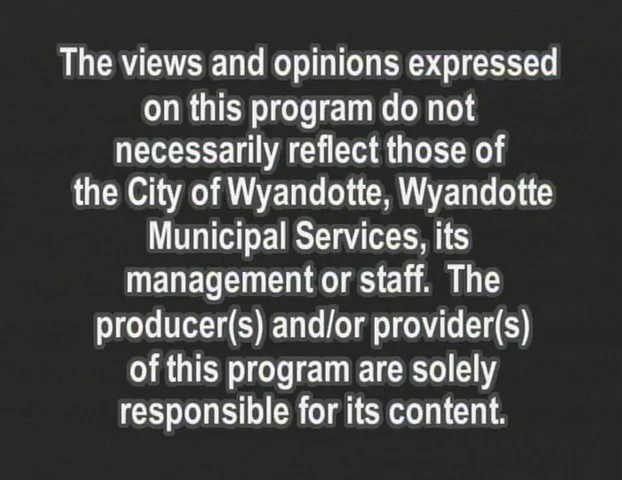 The views and opinions expressed
on this program do not
necessarily reflect those of
the City of Wyandotte, Wyandotte
Municipal Services, its
management or staff.  The
producer(s) and/or provider(s)
of this program are solely
responsible for its content.